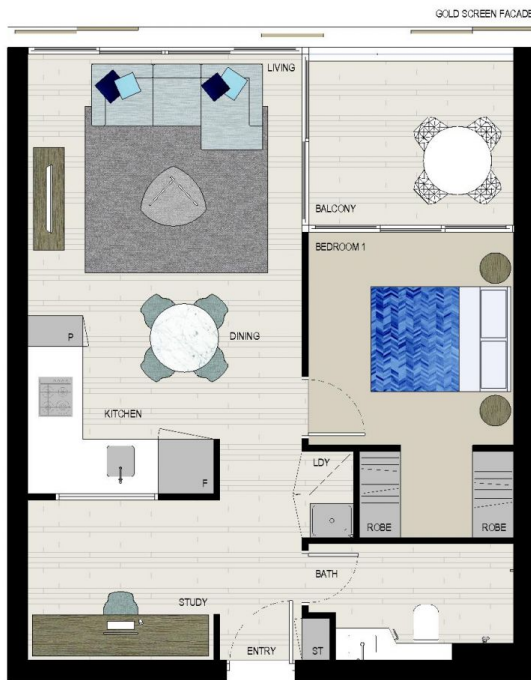 GOLD SCREEN FACADE
LIVING
BALCONY
BEDROOM 1
P
DINING
KITCHEN
LDY
F
ROBE
ROBE
BATH
STUDY
ENTRY
ST